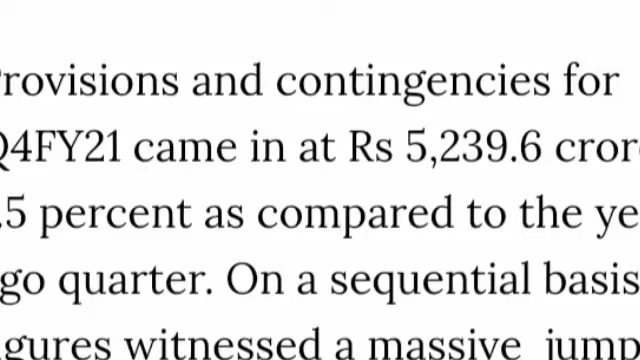 rovisions and contingencies for
Q4FY21 came in at Rs 5,239.6 cror
.5 percent as compared to the ye
go quarter. On a sequential basis
gures witnessed a massive jump